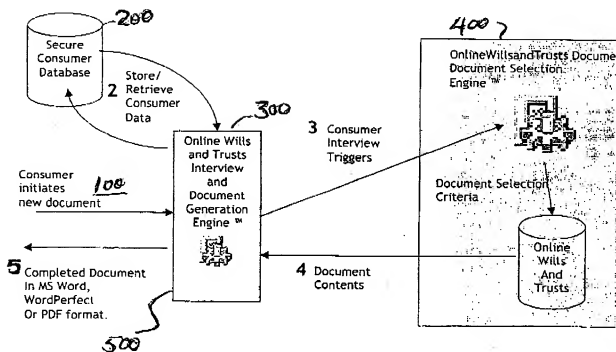 200
Secure
Consumer
Database
2 Store/
Retrieve
Consumer
Data
300
Online Wills
and Trusts
Interview
and
Document
Generation
Engine ™
Consumer
initiates 100
new document
3 Consumer
Interview
Triggers
400
OnlineWillsandTrusts Docume
Document Selection
Engine ™
Document Selection
Criteria
Online
Wills
And
Trusts
4 Document
Contents
5 Completed Document
In MS Word,
WordPerfect
Or PDF format.
500